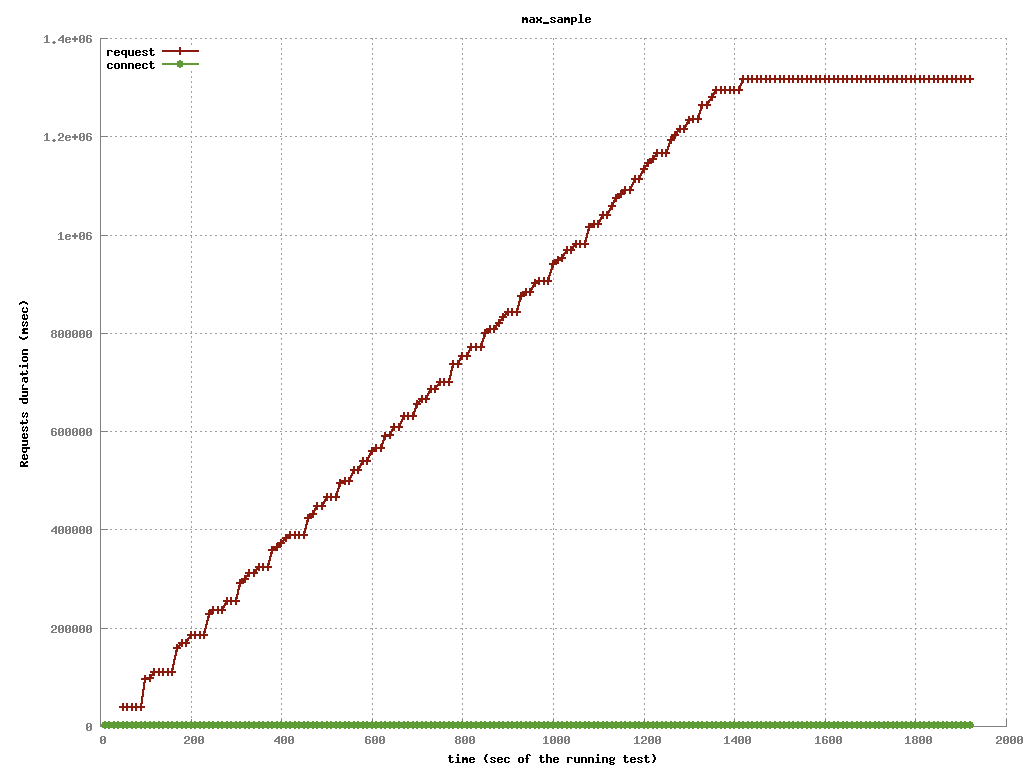 max_sample
1.4e+06
request
connect
1.2e+06
1e+06
800000
600000
400000
200000
0
Requests duration (msec)
0 200 400 600 800 1000 1200 1400 1600 1800 2000
time (sec of the running test)